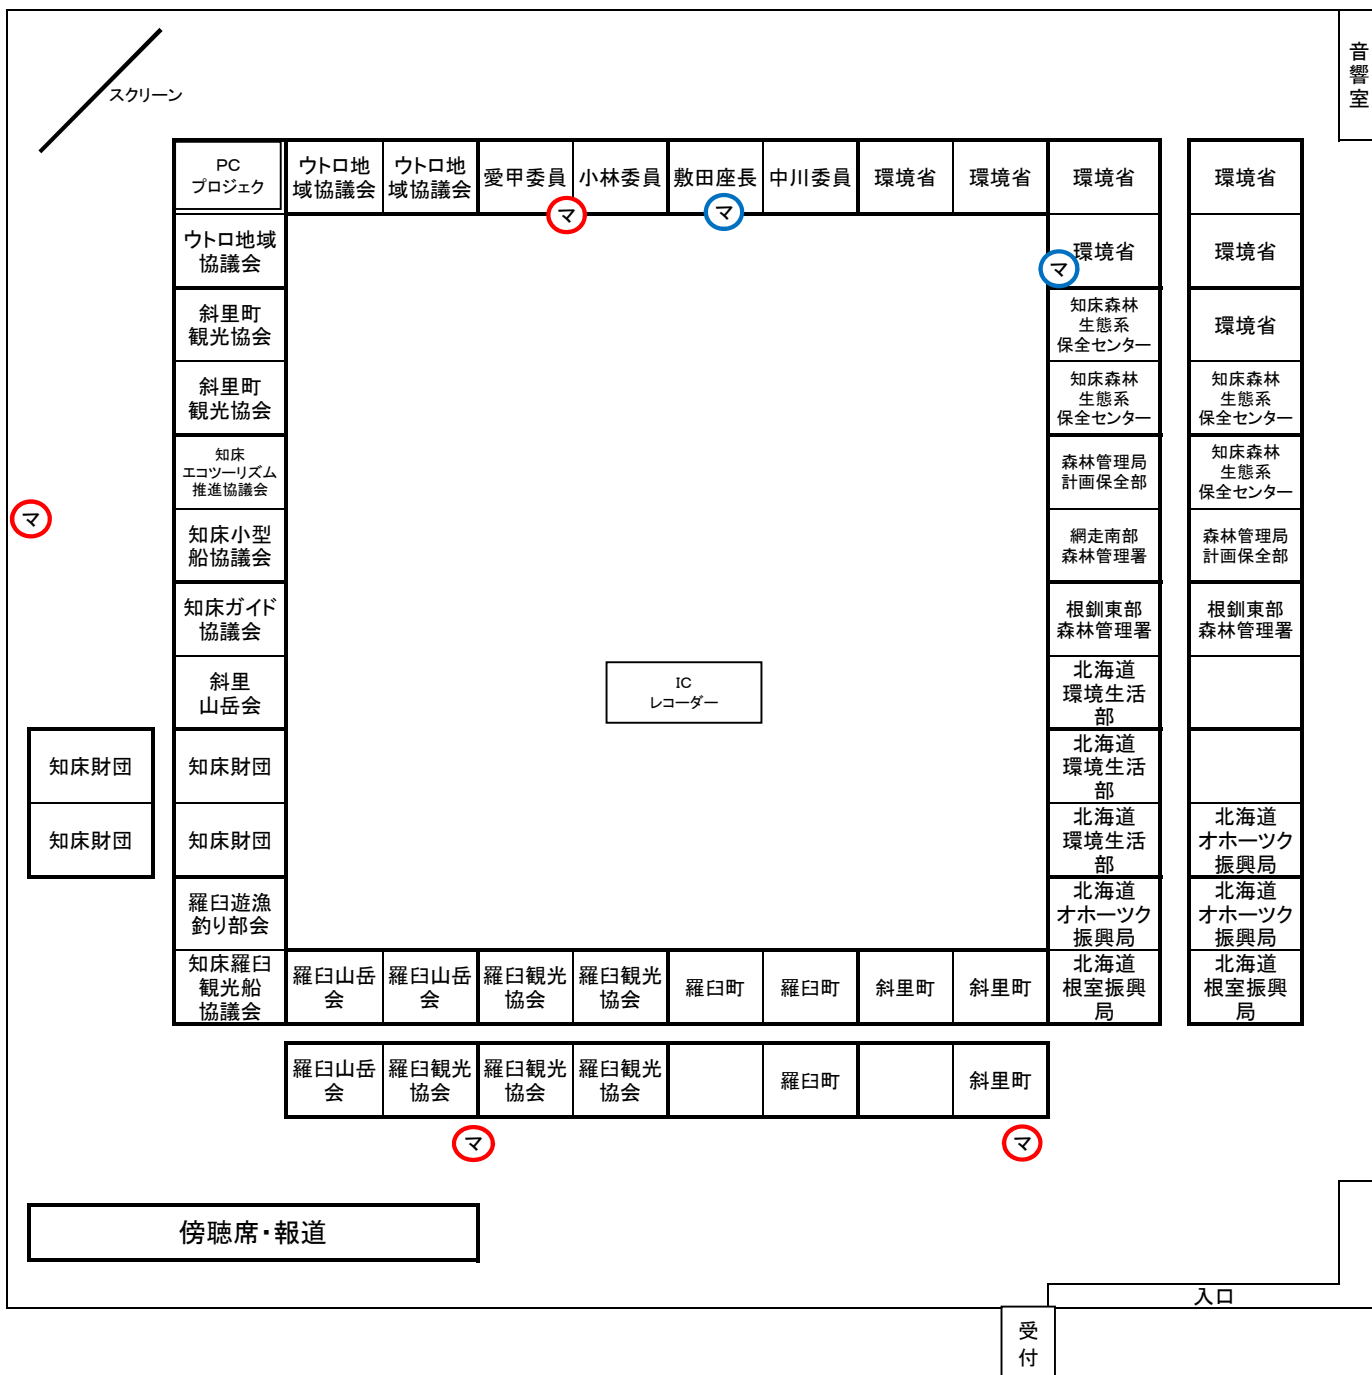 音
響
室
スクリーン
PC
プロジェク
ウトロ地
域協議会
ウトロ地
域協議会
愛甲委員
小林委員
敷田座長
中川委員
環境省
環境省
環境省
環境省
マ
マ
ウトロ地域
協議会
環境省
マ
環境省
斜里町
観光協会
知床森林
生態系
保全センター
環境省
斜里町
観光協会
知床森林
生態系
保全センター
知床森林
生態系
保全センター
知床
エコツーリズム
推進協議会
森林管理局
計画保全部
知床森林
生態系
保全センター
マ
知床小型
船協議会
網走南部
森林管理署
森林管理局
計画保全部
知床ガイド
協議会
根釧東部
森林管理署
根釧東部
森林管理署
斜里
山岳会
IC
レコーダー
北海道
環境生活
部
知床財団
知床財団
北海道
環境生活
部
知床財団
知床財団
北海道
環境生活
部
北海道
オホーツク
振興局
羅臼遊漁
釣り部会
北海道
オホーツク
振興局
北海道
オホーツク
振興局
知床羅臼
観光船
協議会
羅臼山岳
会
羅臼山岳
会
羅臼観光
協会
羅臼観光
協会
羅臼町
羅臼町
斜里町
斜里町
北海道
根室振興
局
北海道
根室振興
局
羅臼山岳
会
羅臼観光
協会
羅臼観光
協会
羅臼観光
協会
羅臼町
斜里町
マ
マ
傍聴席・報道
入口
受
付